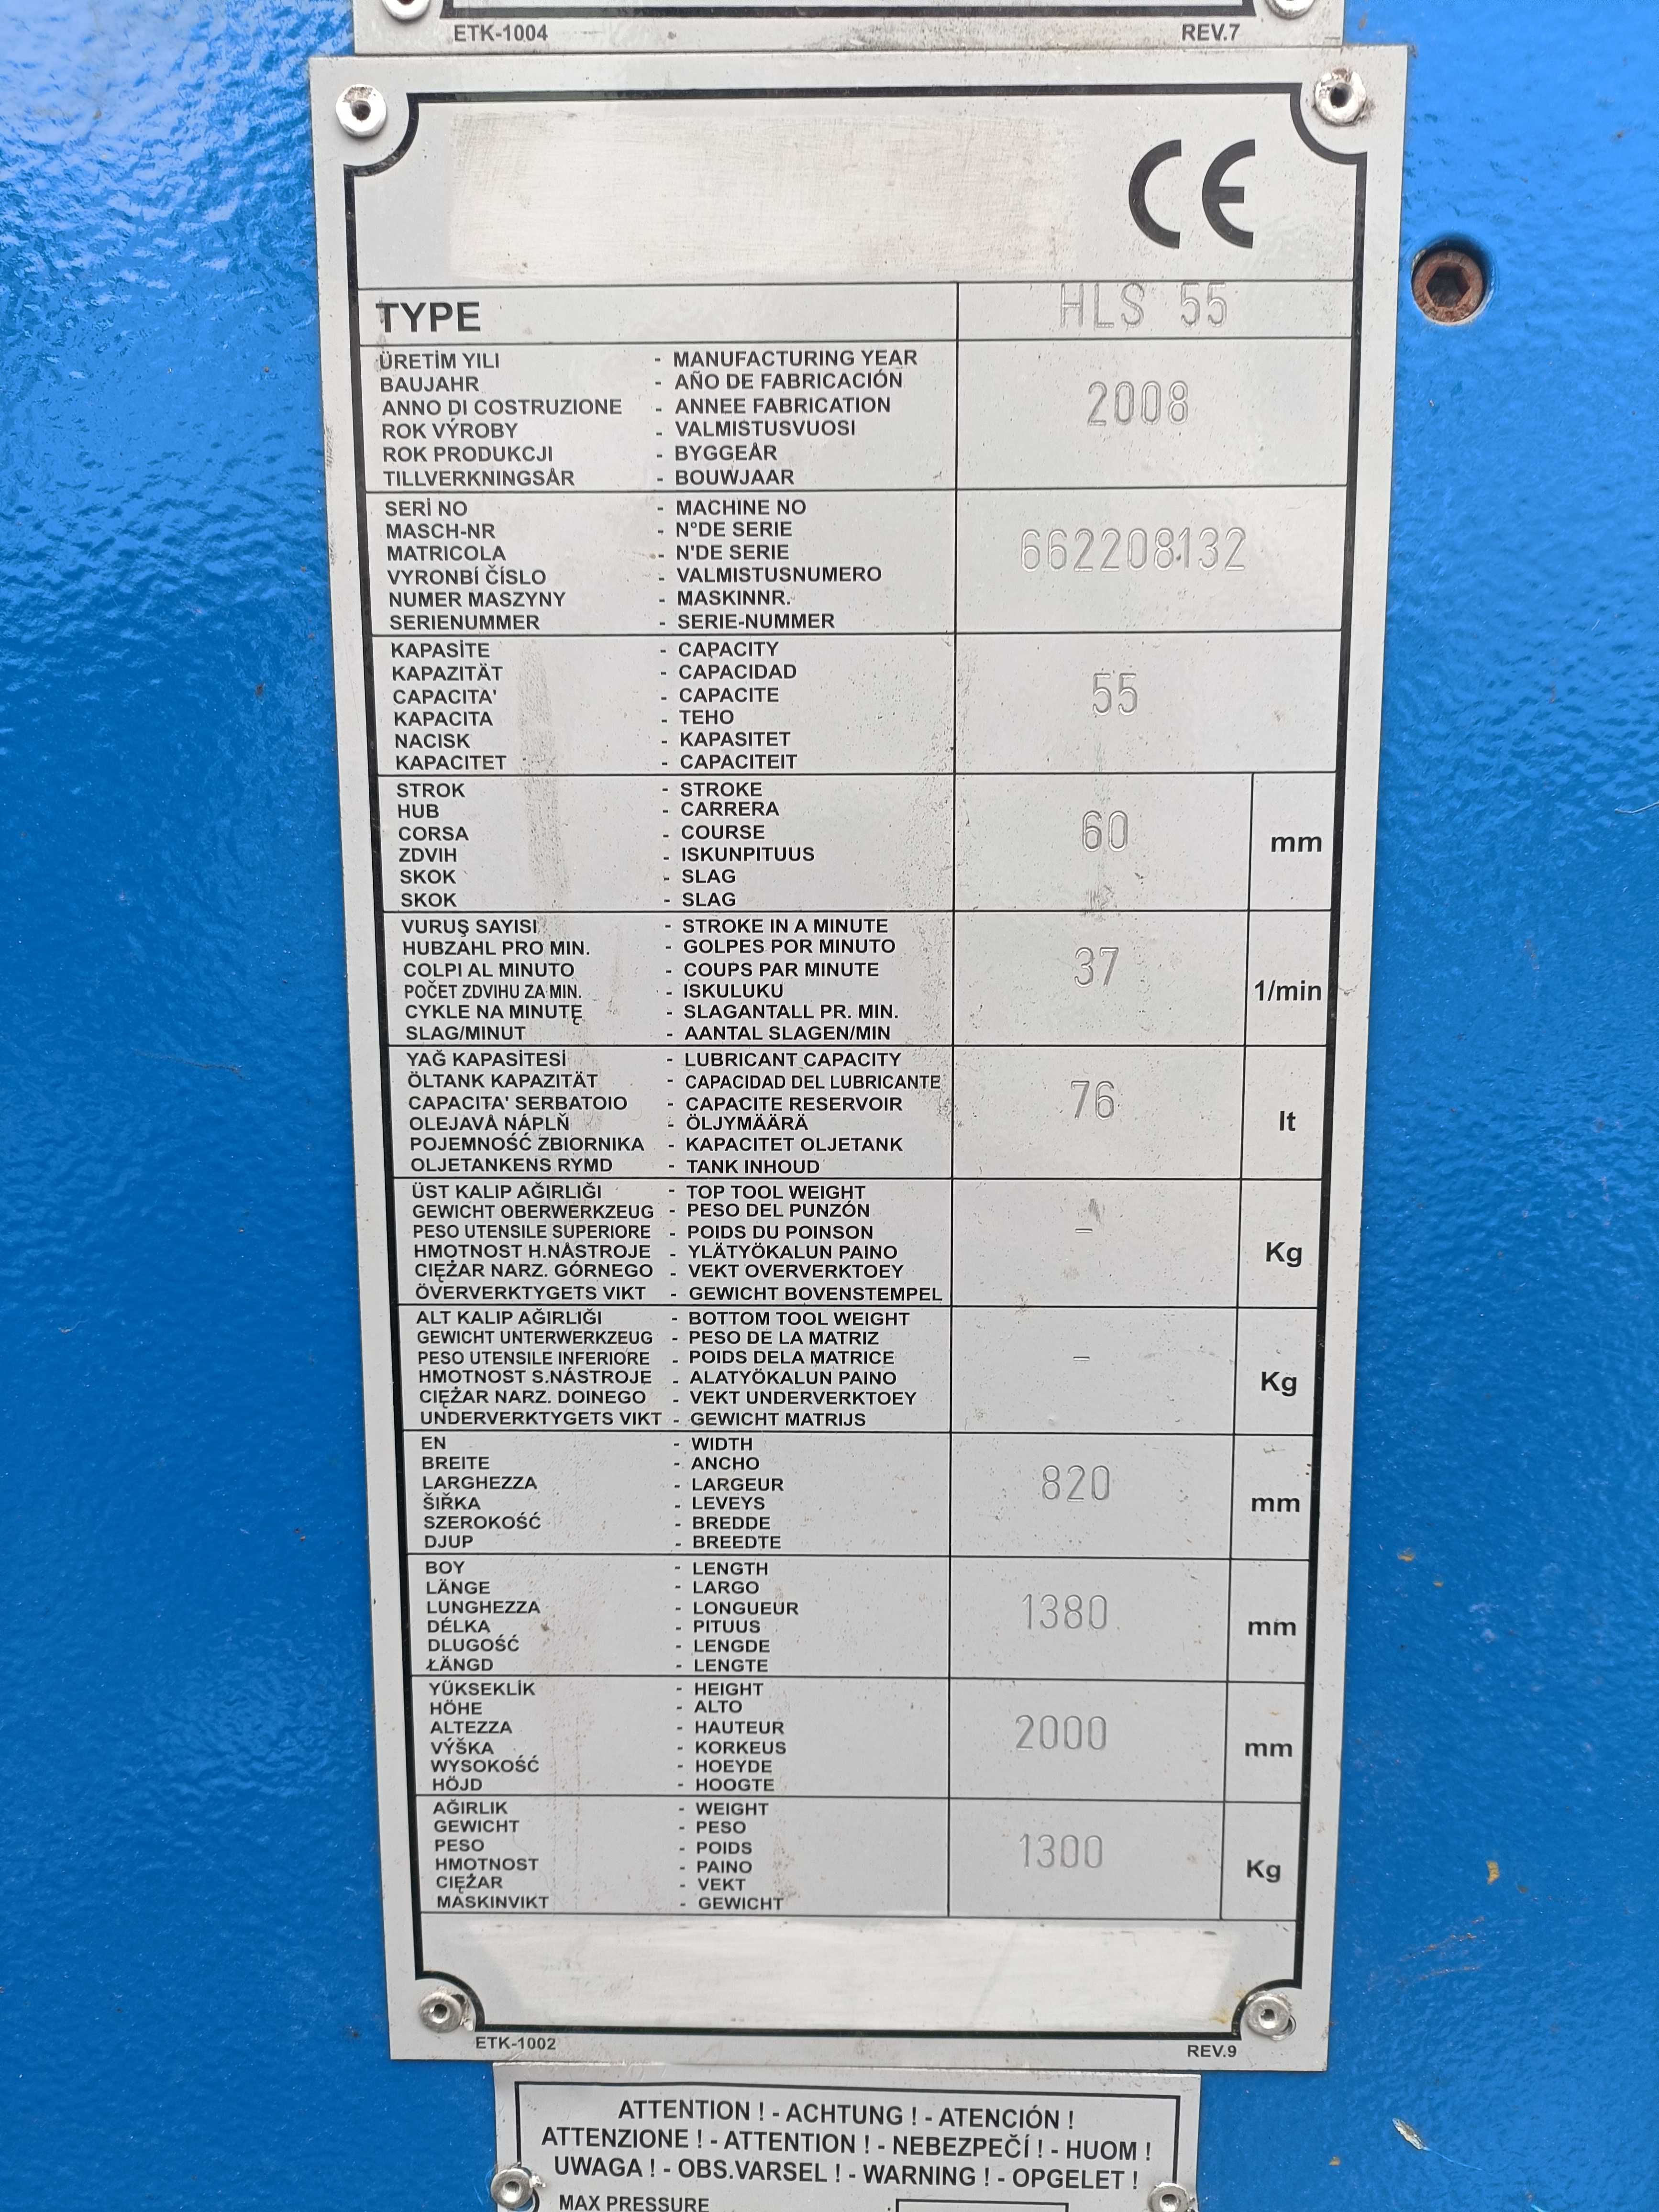 ETK-1004 REV.7
CE
TYPE HLS 55
ÜRETİM YILI - MANUFACTURING YEAR
BAUJAHR - AÑO DE FABRICACIÓN
ANNO DI COSTRUZIONE - ANNEE FABRICATION 2008
ROK VÝROBY - VALMISTUSVUOSI
ROK PRODUKCJI - BYGGEÅR
TILLVERKNINGSÅR - BOUWJAAR
SERİ NO - MACHINE NO
MASCH-NR - N°DE SERIE
MATRICOLA - N'DE SERIE 662208132
VYRONBÍ ČÍSLO - VALMISTUSNUMERO
NUMER MASZYNY - MASKINNR.
SERIENUMMER - SERIE-NUMMER
KAPASİTE - CAPACITY
KAPAZITÄT - CAPACIDAD
CAPACITA' - CAPACITE 55
KAPACITA - TEHO
NACISK - KAPASITET
KAPACITET - CAPACITEIT
STROK - STROKE
HUB - CARRERA
CORSA - COURSE 60 mm
ZDVIH - ISKUNPITUUS
SKOK - SLAG
SKOK - SLAG
VURUŞ SAYISI - STROKE IN A MINUTE
HUBZAHL PRO MIN. - GOLPES POR MINUTO
COLPI AL MINUTO - COUPS PAR MINUTE 37 1/min
POČET ZDVIHU ZA MIN. - ISKULUKU
CYKLE NA MINUTĘ - SLAGANTALL PR. MIN.
SLAG/MINUT - AANTAL SLAGEN/MIN
YAĞ KAPASİTESİ - LUBRICANT CAPACITY
ÖLTANK KAPAZITÄT - CAPACIDAD DEL LUBRICANTE
CAPACITA' SERBATOIO - CAPACITE RESERVOIR 76 lt
OLEJAVÅ NÁPLŇ - ÖLJYMÄÄRÄ
POJEMNOŚĆ ZBIORNIKA - KAPACITET OLJETANK
OLJETANKENS RYMD - TANK INHOUD
ÜST KALIP AĞIRLIĞI - TOP TOOL WEIGHT
GEWICHT OBERWERKZEUG - PESO DEL PUNZÓN
PESO UTENSILE SUPERIORE - POIDS DU POINSON - Kg
HMOTNOST H.NÅSTROJE - YLÄTYÖKALUN PAINO
CIĘŻAR NARZ. GÓRNEGO - VEKT OVERVERKTOEY
ÖVERVERKTYGETS VIKT - GEWICHT BOVENSTEMPEL
ALT KALIP AĞIRLIĞI - BOTTOM TOOL WEIGHT
GEWICHT UNTERWERKZEUG - PESO DE LA MATRIZ
PESO UTENSILE INFERIORE - POIDS DELA MATRICE - Kg
HMOTNOST S.NÁSTROJE - ALATYÖKALUN PAINO
CIĘŻAR NARZ. DOINEGO - VEKT UNDERVERKTOEY
UNDERVERKTYGETS VIKT - GEWICHT MATRIJS
EN - WIDTH
BREITE - ANCHO
LARGHEZZA - LARGEUR 820 mm
ŠIŘKA - LEVEYS
SZEROKOŚĆ - BREDDE
DJUP - BREEDTE
BOY - LENGTH
LÄNGE - LARGO
LUNGHEZZA - LONGUEUR 1380 mm
DÉLKA - PITUUS
DLUGOŚĆ - LENGDE
ŁÄNGD - LENGTE
YÜKSEKLİK - HEIGHT
HÖHE - ALTO
ALTEZZA - HAUTEUR 2000 mm
VÝŠKA - KORKEUS
WYSOKOŚĆ - HOEYDE
HÖJD - HOOGTE
AĞIRLIK - WEIGHT
GEWICHT - PESO
PESO - POIDS 1300 Kg
HMOTNOST - PAINO
CIĘŻAR - VEKT
MASKINVIKT - GEWICHT
ETK-1002 REV.9
ATTENTION ! - ACHTUNG ! - ATENCIÓN !
ATTENZIONE ! - ATTENTION ! - NEBEZPEČÍ ! - HUOM !
UWAGA ! - OBS.VARSEL ! - WARNING ! - OPGELET !
MAX PRESSURE